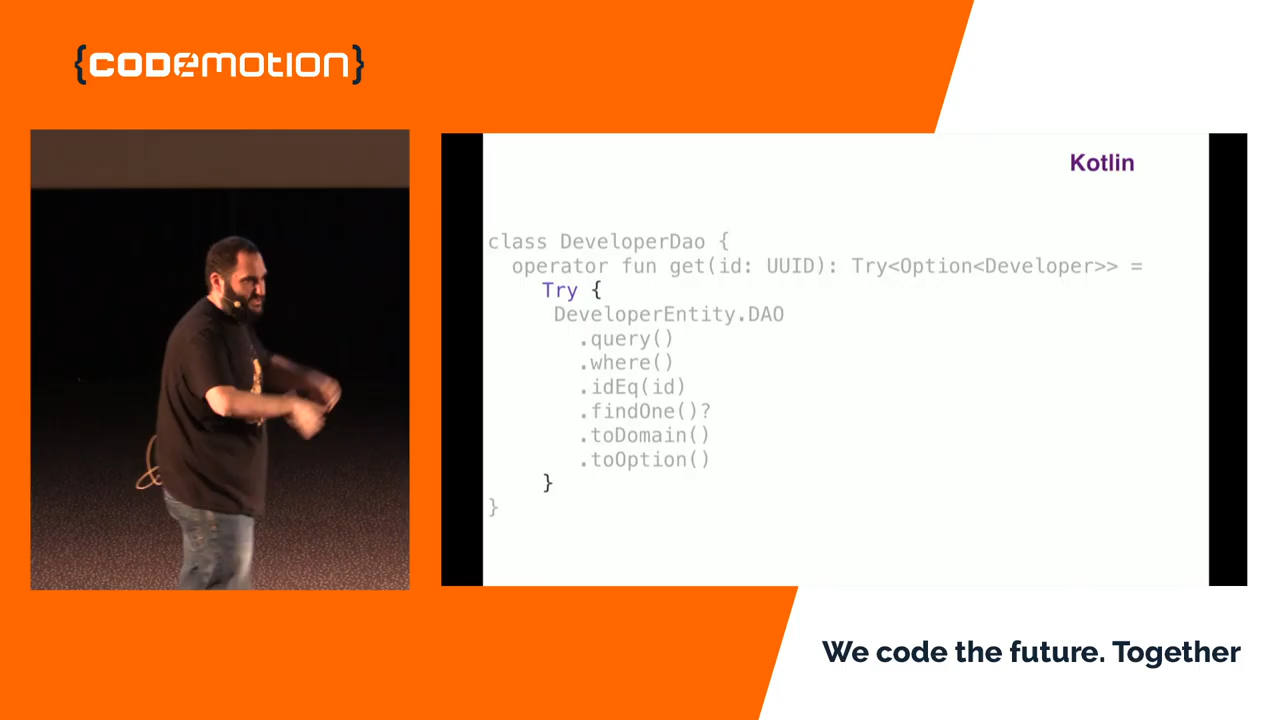 {CODEMOTION}
Kotlin
class DeveloperDao {
operator fun get(id: UUID): Try<Option<Developer>> =
Try {
DeveloperEntity.DAO
.query()
.where()
.idEq(id)
.findOne()?
.toDomain()
.toOption()
}
}
We code the future. Together